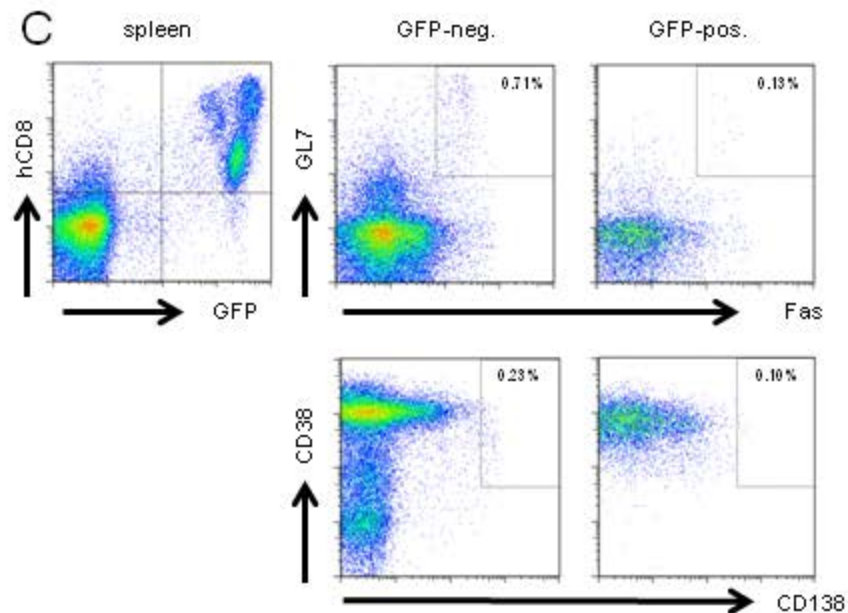 C
spleen
GFP-neg.
GFP-pos.
hCD8
GFP
GL7
0.71%
0.13%
Fas
CD38
0.23%
0.10%
CD138